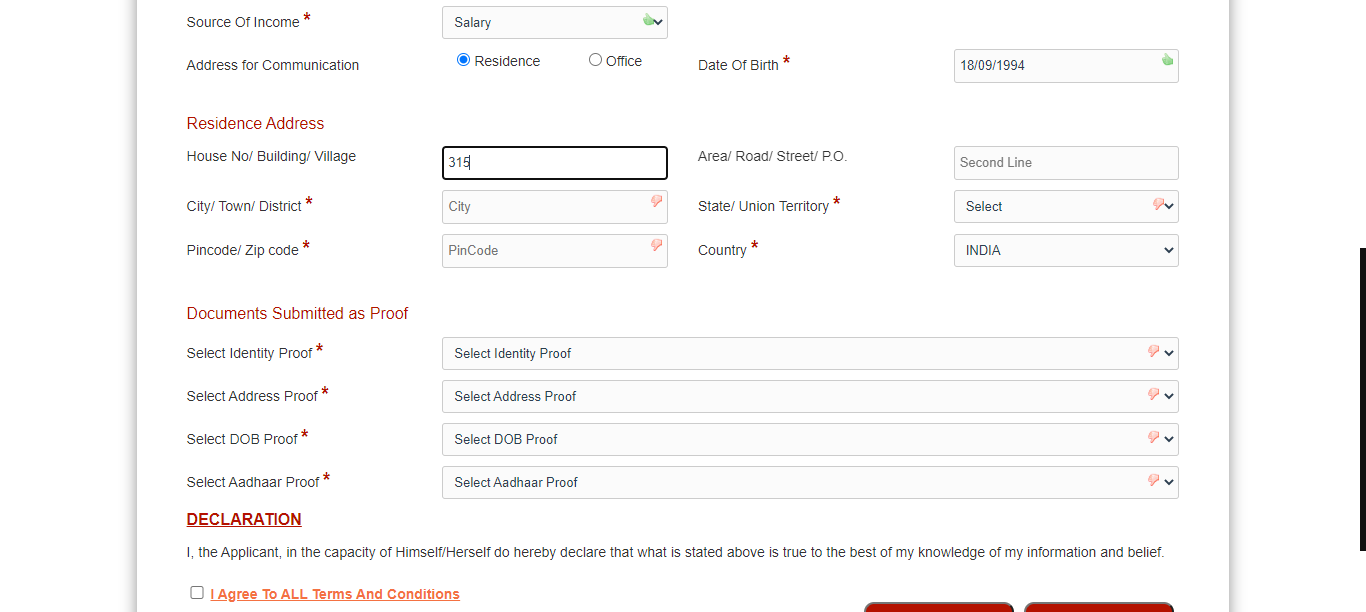 Source Of Income * Salary
Address for Communication Residence Office Date Of Birth * 18/09/1994
Residence Address
House No/ Building/ Village 315 Area/ Road/ Street/ P.O. Second Line
City/ Town/ District * City State/ Union Territory * Select
Pincode/ Zip code * PinCode Country * INDIA
Documents Submitted as Proof
Select Identity Proof * Select Identity Proof
Select Address Proof * Select Address Proof
Select DOB Proof * Select DOB Proof
Select Aadhaar Proof * Select Aadhaar Proof
DECLARATION
I, the Applicant, in the capacity of Himself/Herself do hereby declare that what is stated above is true to the best of my knowledge of my information and belief.
I Agree To ALL Terms And Conditions